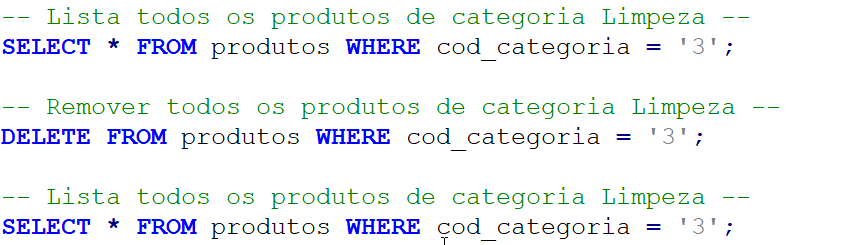 -- Lista todos os produtos de categoria Limpeza --
SELECT * FROM produtos WHERE cod_categoria = '3';
-- Remover todos os produtos de categoria Limpeza --
DELETE FROM produtos WHERE cod_categoria = '3';
-- Lista todos os produtos de categoria Limpeza --
SELECT * FROM produtos WHERE cod_categoria = '3';